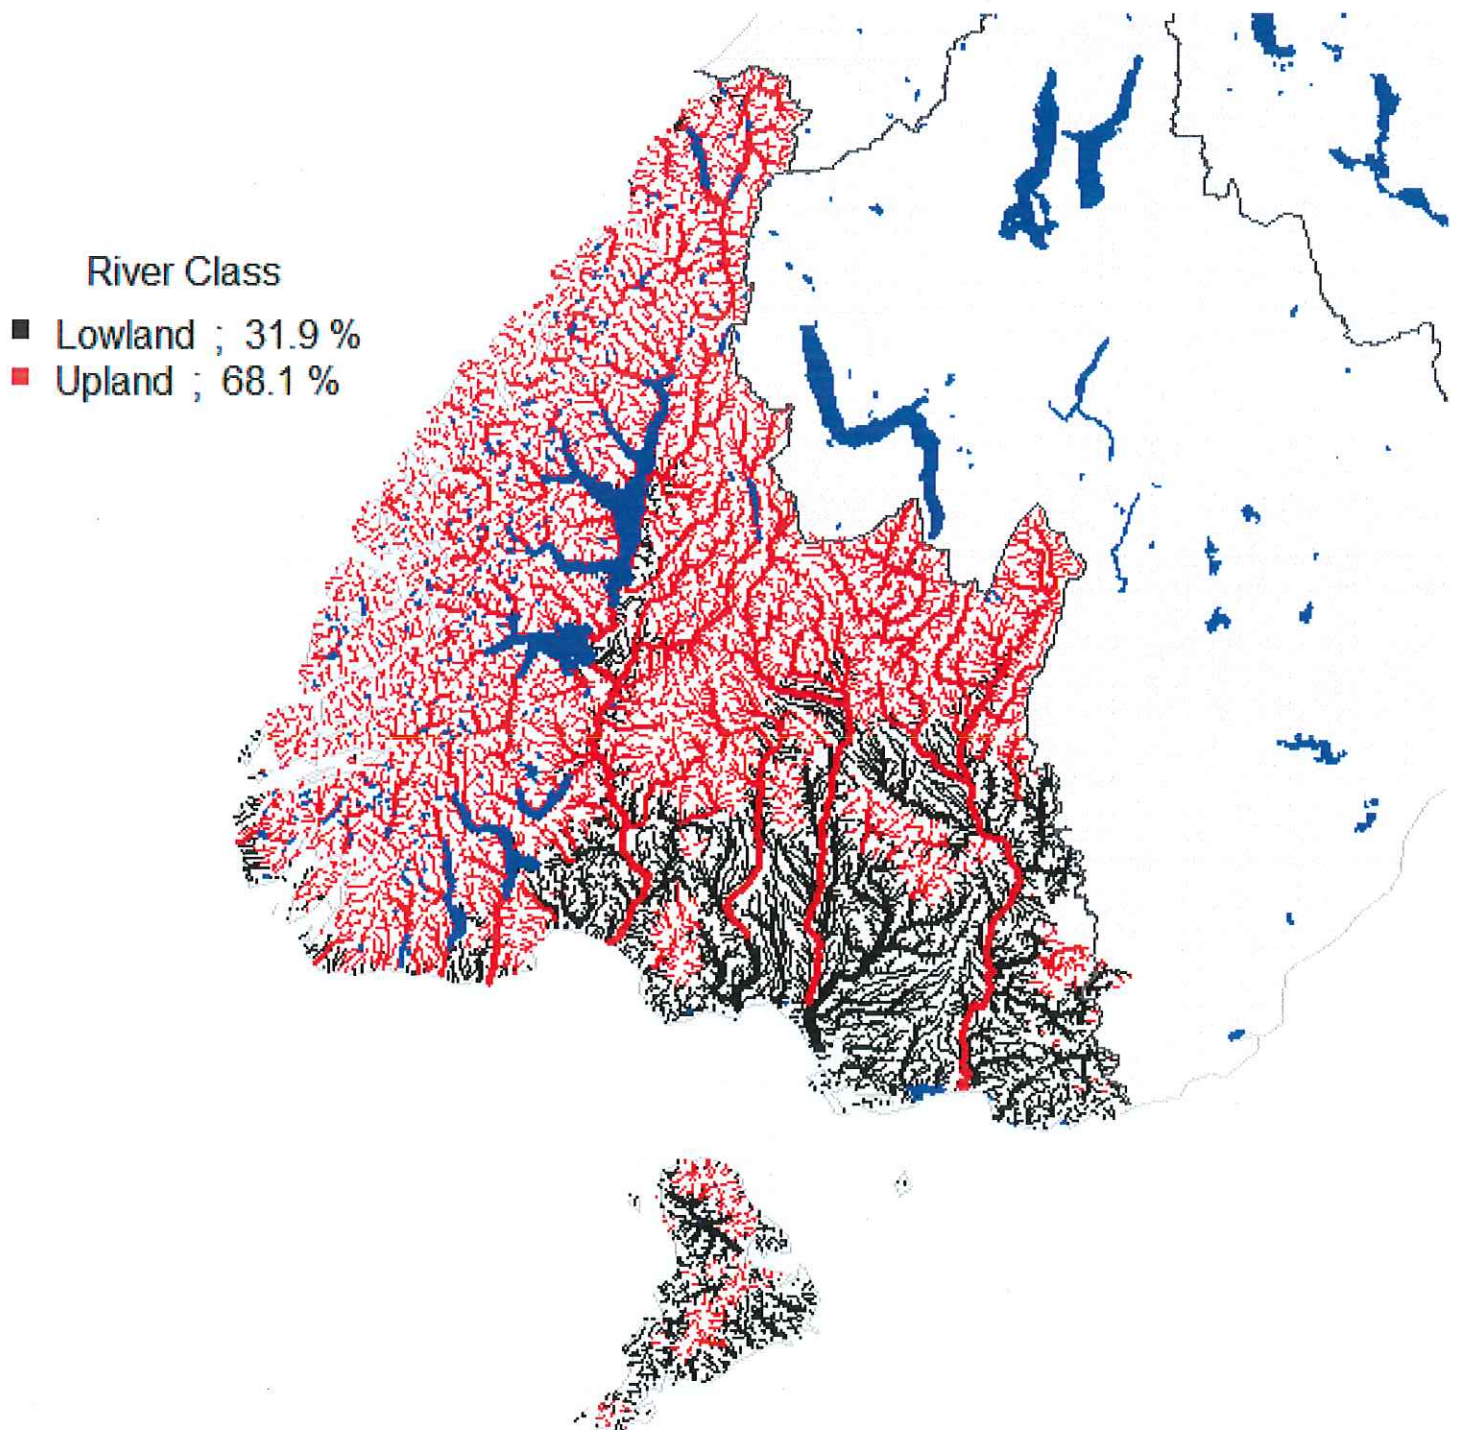 River Class
Lowland ; 31.9 %
Upland ; 68.1 %